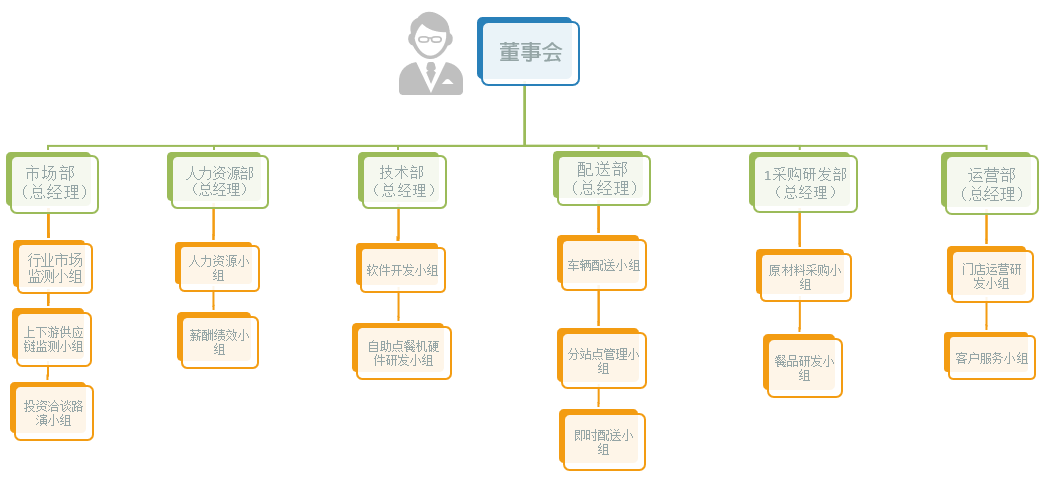 董事会
市场部
（总经理）
行业市场
监测小组
上下游供应
链监测小组
投资洽谈路
演小组
人力资源部
（总经理）
人力资源小
组
薪酬绩效小
组
技术部
（总经理）
软件开发小组
自助点餐机硬
件研发小组
配送部
（总经理）
车辆配送小组
分站点管理小
组
即时配送小
组
1采购研发部
（总经理）
原材料采购小
组
餐品研发小
组
运营部
（总经理）
门店运营研
发小组
客户服务小组